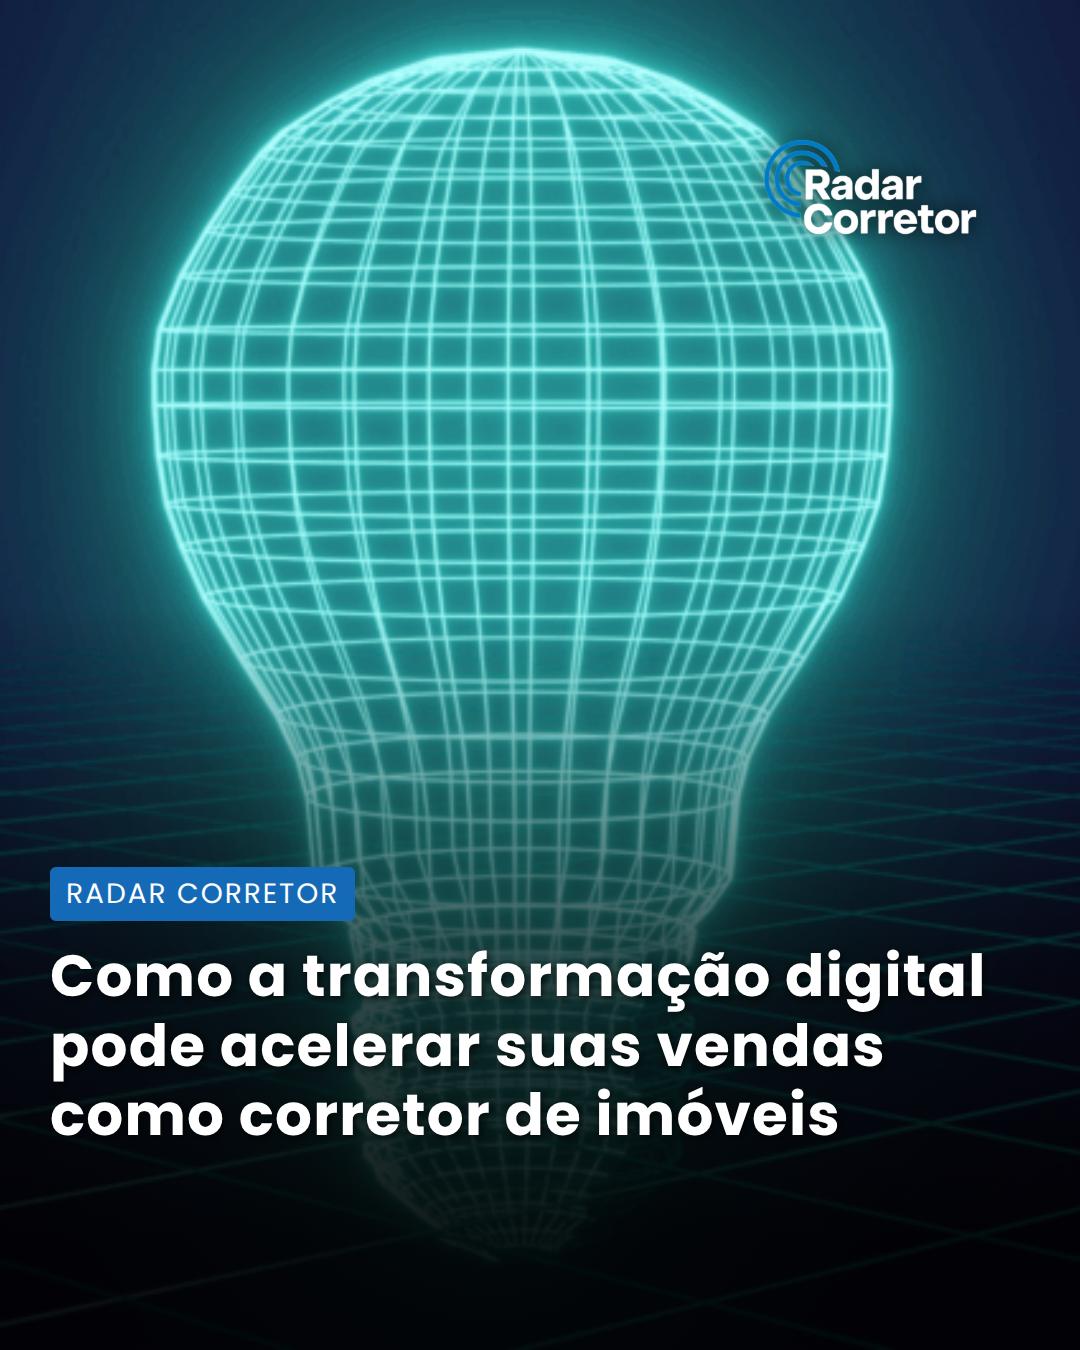 Radar
Corretor
RADAR CORRETOR
Como a transformação digital
pode acelerar suas vendas
como corretor de imóveis